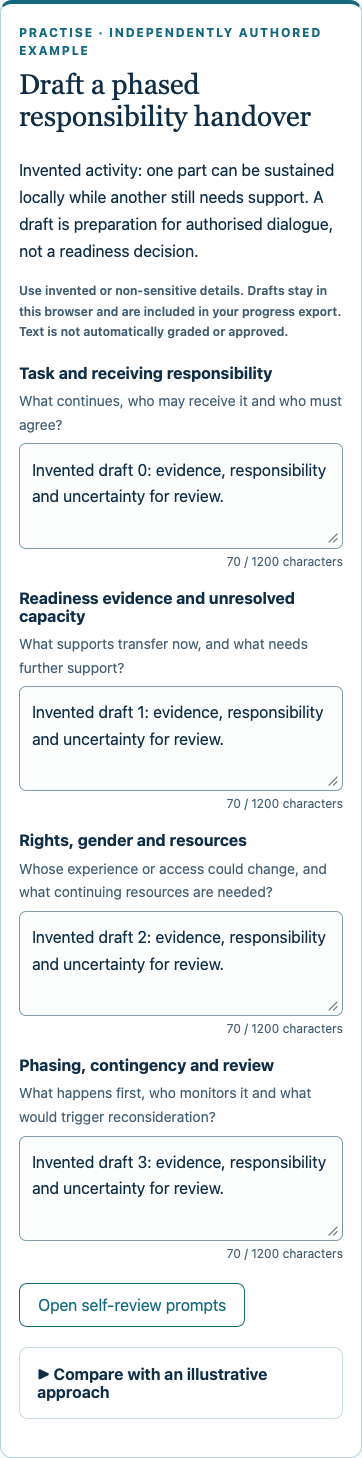 PRACTISE · INDEPENDENTLY AUTHORED
EXAMPLE
Draft a phased
responsibility handover
Invented activity: one part can be sustained
locally while another still needs support. A
draft is preparation for authorised dialogue,
not a readiness decision.
Use invented or non-sensitive details. Drafts stay in
this browser and are included in your progress export.
Text is not automatically graded or approved.
Task and receiving responsibility
What continues, who may receive it and who must
agree?
Invented draft 0: evidence, responsibility
and uncertainty for review.
70 / 1200 characters
Readiness evidence and unresolved
capacity
What supports transfer now, and what needs
further support?
Invented draft 1: evidence, responsibility
and uncertainty for review.
70 / 1200 characters
Rights, gender and resources
Whose experience or access could change, and
what continuing resources are needed?
Invented draft 2: evidence, responsibility
and uncertainty for review.
70 / 1200 characters
Phasing, contingency and review
What happens first, who monitors it and what
would trigger reconsideration?
Invented draft 3: evidence, responsibility
and uncertainty for review.
70 / 1200 characters
Open self-review prompts
Compare with an illustrative
approach